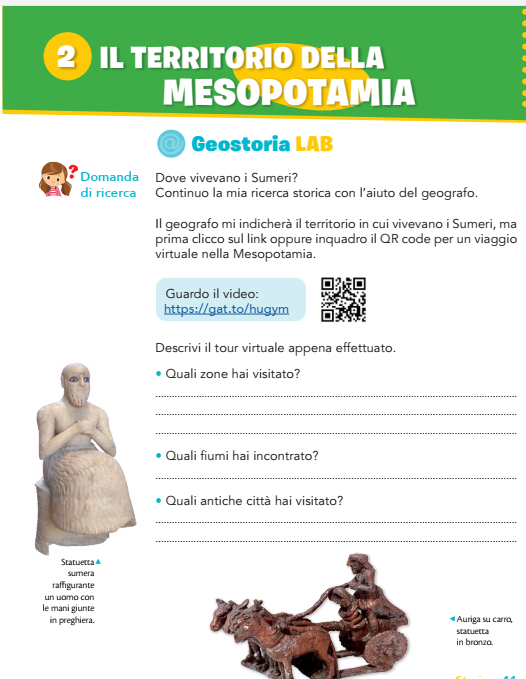 2 IL TERRITORIO DELLA
MESOPOTAMIA
@ Geostoria LAB
? Domanda
di ricerca
Dove vivevano i Sumeri?
Continuo la mia ricerca storica con l'aiuto del geografo.
Il geografo mi indicherà il territorio in cui vivevano i Sumeri, ma
prima clicco sul link oppure inquadro il QR code per un viaggio
virtuale nella Mesopotamia.
Guardo il video:
https://gat.to/hugym
Descrivi il tour virtuale appena effettuato.
• Quali zone hai visitato?
• Quali fiumi hai incontrato?
• Quali antiche città hai visitato?
Statuetta
sumera
raffigurante
un uomo con
le mani giunte
in preghiera.
Auriga su carro,
statuetta
in bronzo.